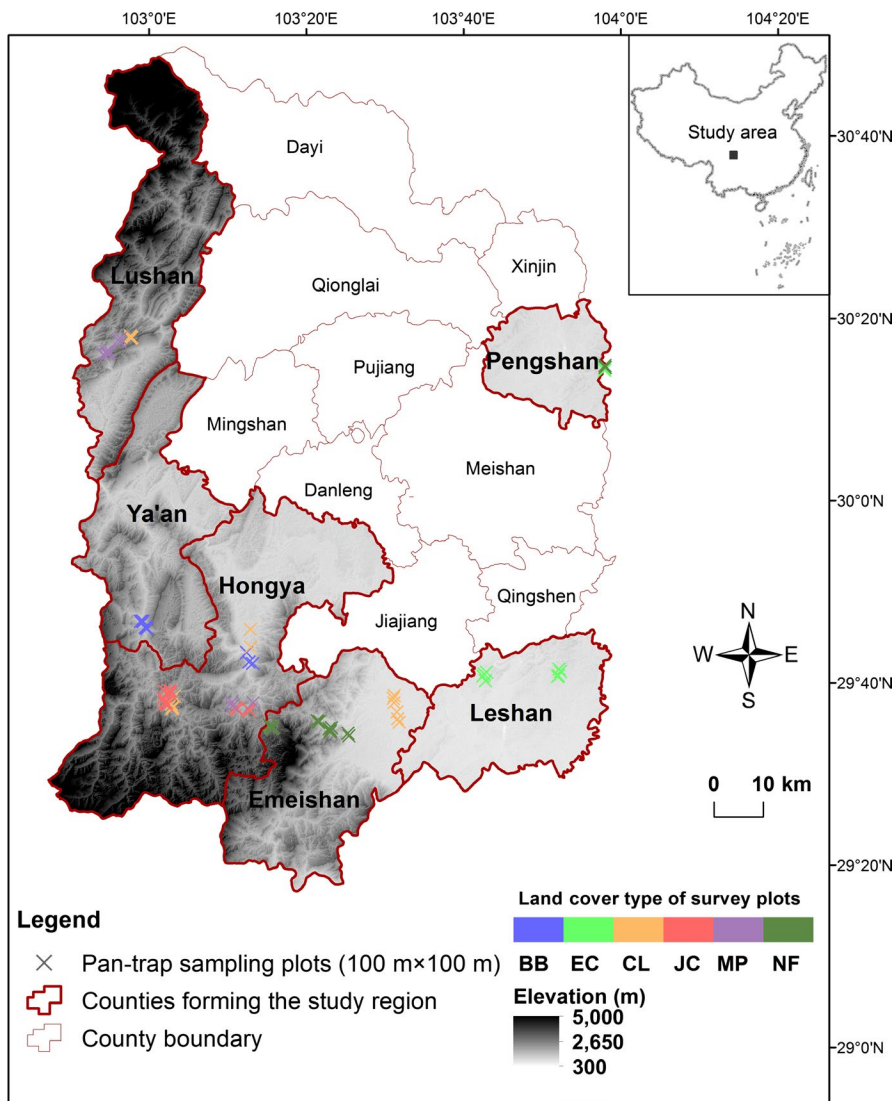 103°0'E 103°20'E 103°40'E 104°0'E 104°20'E
Study area
30°40'N
Dayi
Xinjin
Lushan
Qionglai
30°20'N
Pengshan
Pujiang
Mingshan
Meishan
Danleng
30°0'N
Ya'an
Hongya
Qingshen
Jiajiang
N
W E
S
29°40'N
Leshan
0 10 km
Emeishan
29°20'N
Legend
Pan-trap sampling plots (100 m×100 m)
Counties forming the study region
County boundary
Land cover type of survey plots
BB EC CL JC MP NF
Elevation (m)
5,000
2,650
300
29°0'N